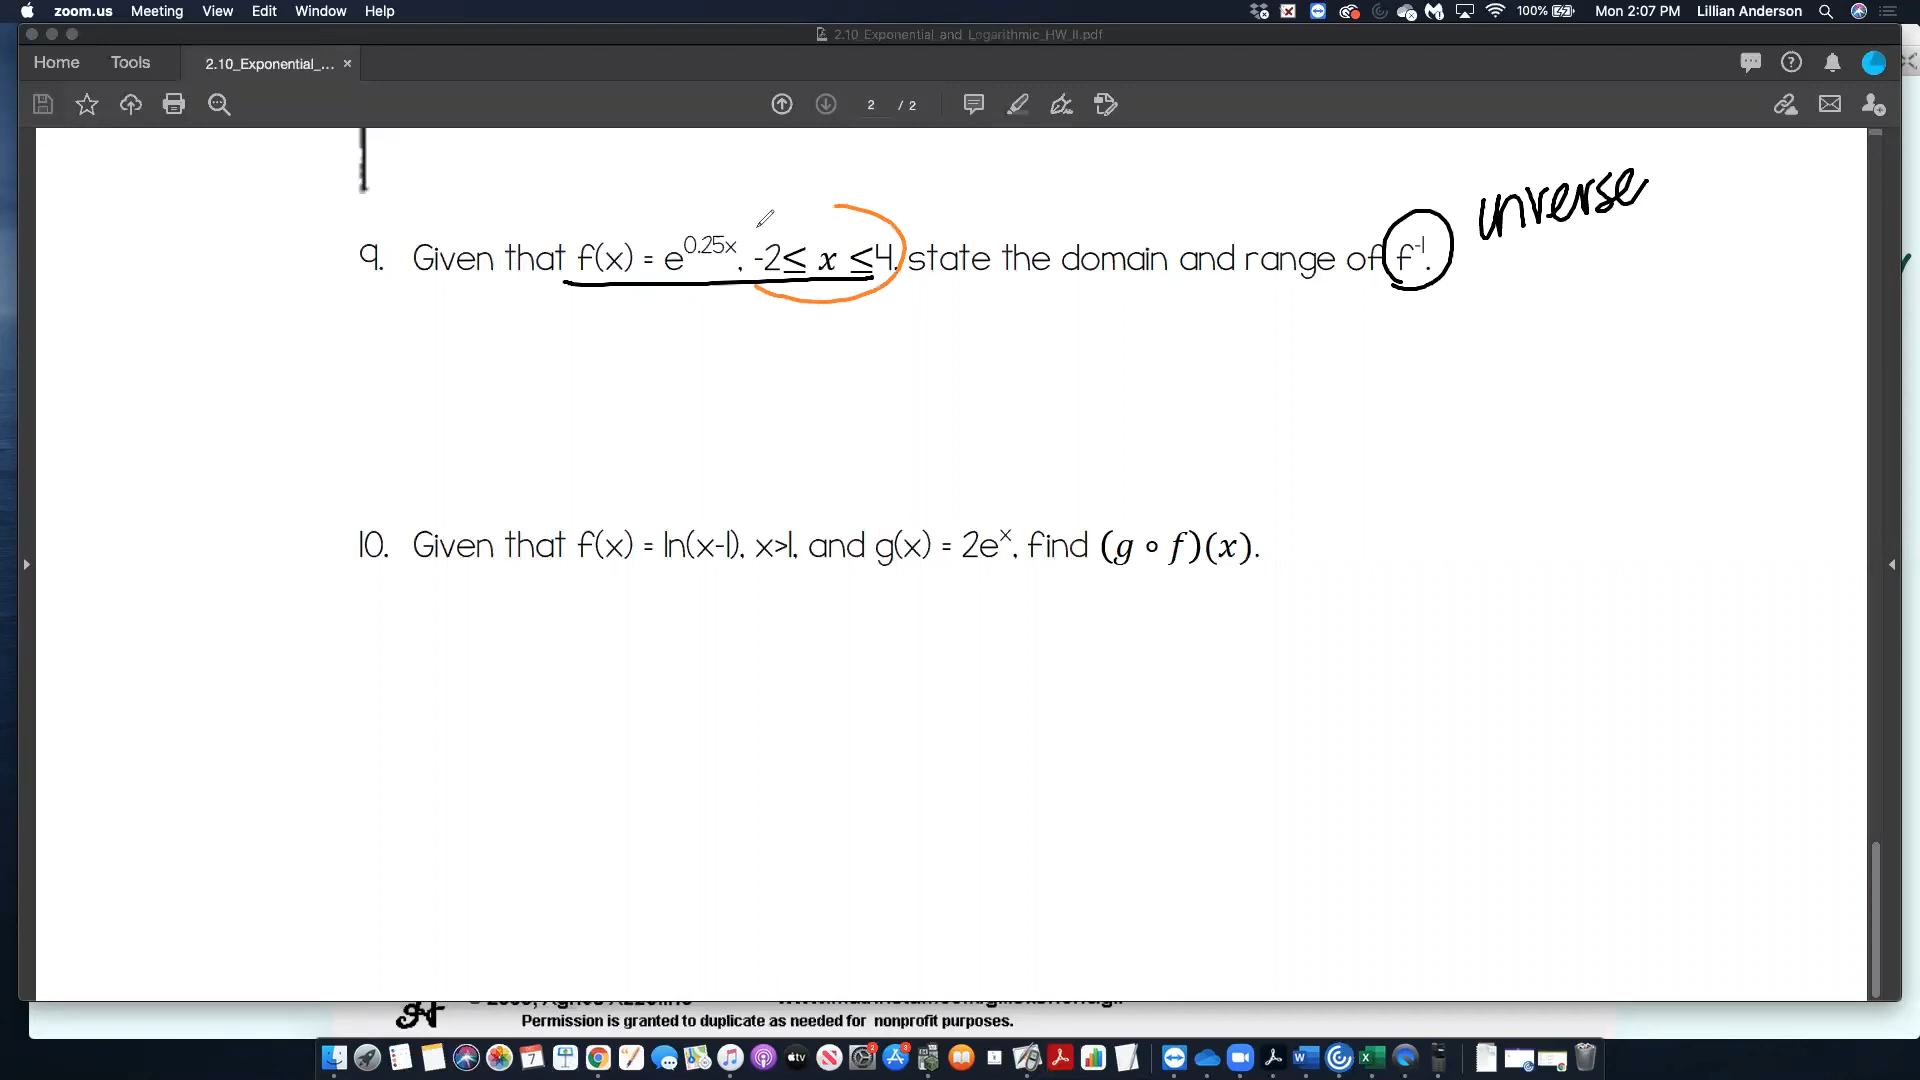 zoom.us Meeting View Edit Window Help 100% Mon 2:07 PM Lillian Anderson
2.10_Exponential_and_Logarithmic_HW_II.pdf
Home Tools 2.10_Exponential_... ×
2 / 2
inverse
9. Given that f(x) = e^0.25x, -2≤ x ≤4, state the domain and range of f^-1.
10. Given that f(x) = ln(x-1), x>1, and g(x) = 2e^x, find (g ∘ f)(x).
Permission is granted to duplicate as needed for nonprofit purposes.